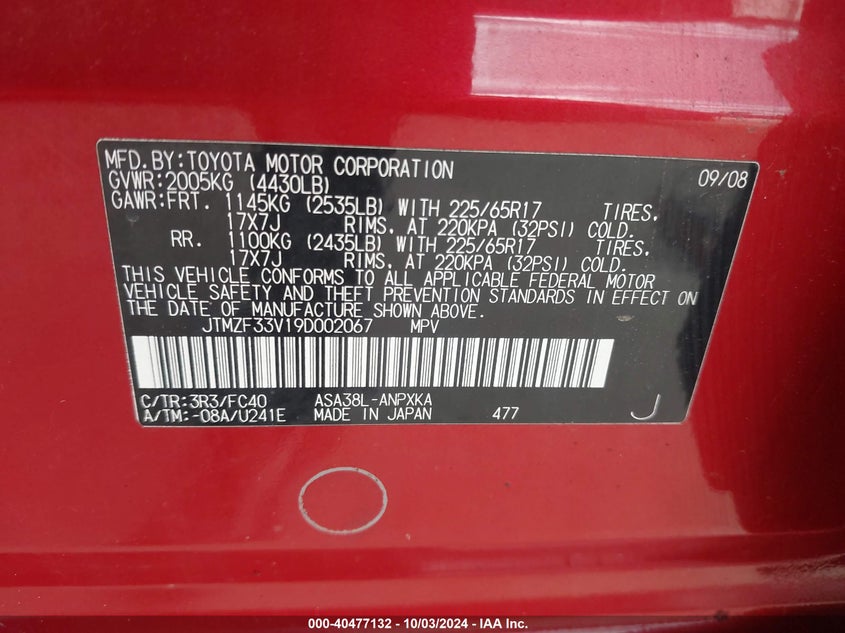 MFD.BY:TOYOTA MOTOR CORPORATION 09/08
GVWR:2005KG (4430LB)
GAWR:FRT. 1145KG (2535LB) WITH 225/65R17 TIRES,
17X7J RIMS, AT 220KPA (32PSI) COLD.
RR. 1100KG (2435LB) WITH 225/65R17 TIRES,
17X7J RIMS, AT 220KPA (32PSI) COLD.
THIS VEHICLE CONFORMS TO ALL APPLICABLE FEDERAL MOTOR
VEHICLE SAFETY AND THEFT PREVENTION STANDARDS IN EFFECT ON
THE DATE OF MANUFACTURE SHOWN ABOVE.
JTMZF33V19D002067 MPV
C/TR:3R3/FC40 ASA38L-ANPXKA
A/TM:-08A/U241E MADE IN JAPAN 477 J
000-40477132 - 10/03/2024 - IAA Inc.